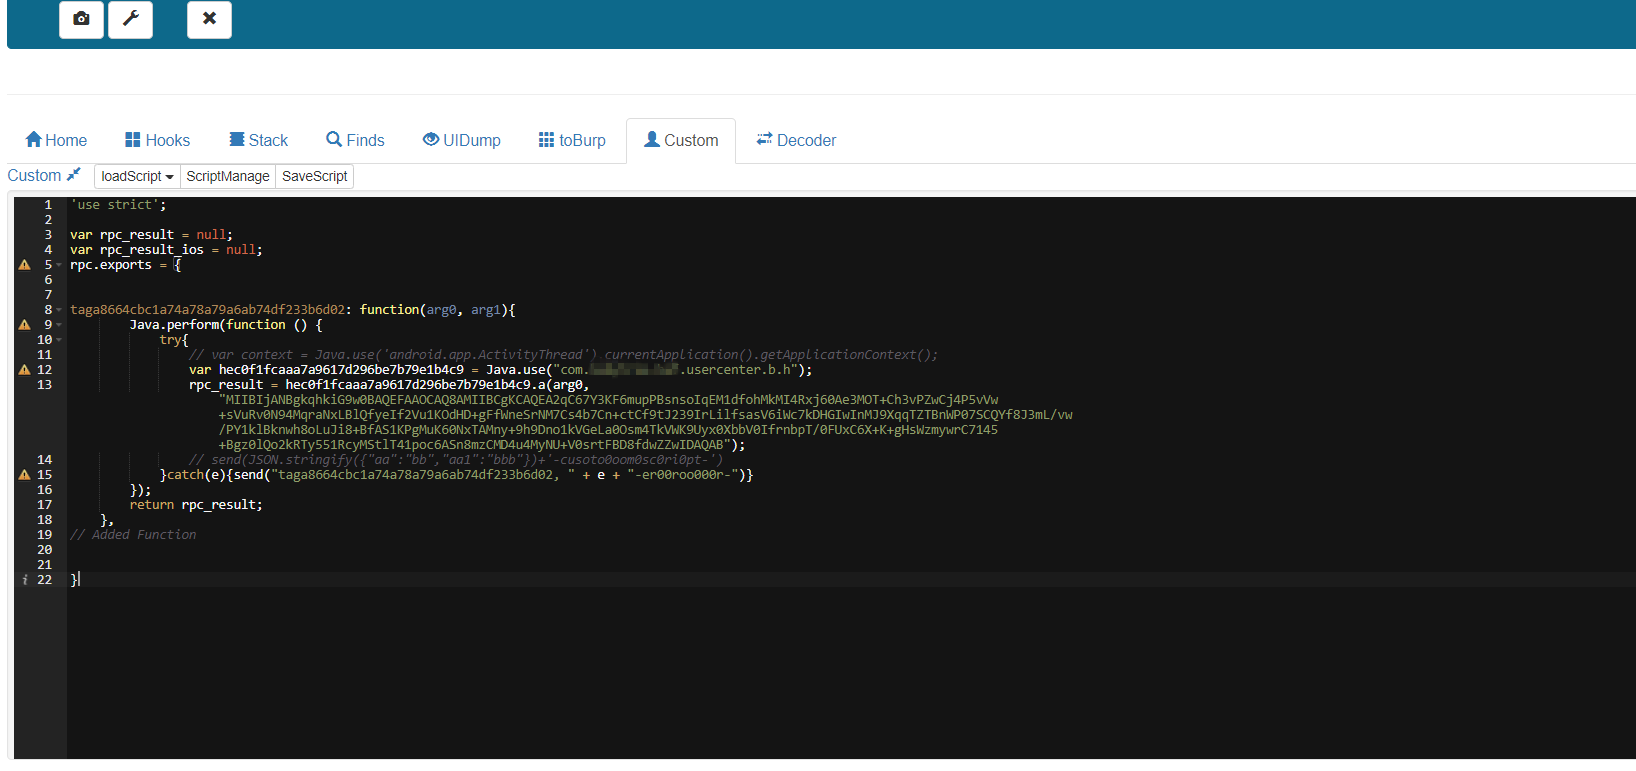 Home Hooks Stack Finds UIDump toBurp Custom Decoder
Custom loadScript ScriptManage SaveScript
1 'use strict';
2
3 var rpc_result = null;
4 var rpc_result_ios = null;
5 rpc.exports = {
6
7
8 taga8664cbc1a74a78a79a6ab74df233b6d02: function(arg0, arg1){
9 Java.perform(function () {
10 try{
11 // var context = Java.use('android.app.ActivityThread').currentApplication().getApplicationContext();
12 var hec0f1fcaaa7a9617d296be7b79e1b4c9 = Java.use("com. .usercenter.b.h");
13 rpc_result = hec0f1fcaaa7a9617d296be7b79e1b4c9.a(arg0,
"MIIBIjANBgkqhkiG9w0BAQEFAAOCAQ8AMIIBCgKCAQEA2qC67Y3KF6mupPBsnsoIqEM1dfohMkMI4Rxj60Ae3MOT+Ch3vPZwCj4P5vVw
+sVuRv0N94MqraNxLBlQfyeIf2Vu1KOdHD+gFfWneSrNM7Cs4b7Cn+ctCf9tJ239IrLilfsasV6iWc7kDHGIwInMJ9XqqTZTBnWP07SCQYf8J3mL/vw
/PY1klBknwh8oLuJi8+BfAS1KPgMuK60NxTAMny+9h9Dno1kVGeLa0Osm4TkVWK9Uyx0XbbV0IfrnbpT/0FUxC6X+K+gHsWzmywrC7145
+Bgz0lQo2kRTy551RcyMStlT41poc6ASn8mzCMD4u4MyNU+V0srtFBD8fdwZZwIDAQAB");
14 // send(JSON.stringify({"aa":"bb","aa1":"bbb"})+'-cusoto0oom0sc0ri0pt-')
15 }catch(e){send("taga8664cbc1a74a78a79a6ab74df233b6d02, " + e + "-er00roo000r-")}
16 });
17 return rpc_result;
18 },
19 // Added Function
20
21
22 }